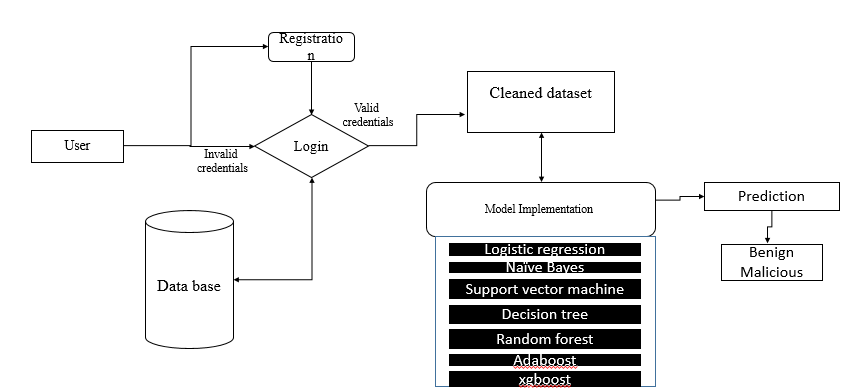 Registratio
n
Valid
credentials
Cleaned dataset
User
Login
Invalid
credentials
Data base
Model Implementation
Prediction
Benign
Malicious
Logistic regression
Naïve Bayes
Support vector machine
Decision tree
Random forest
Adaboost
xgboost